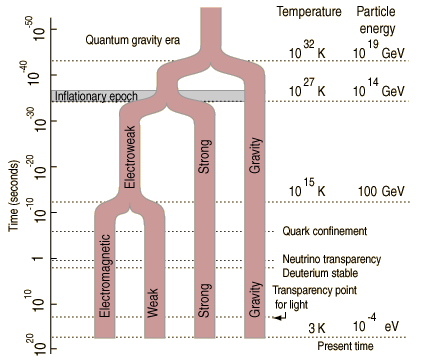 Temperature
Particle
energy
Time (seconds)
10^-50
10^-40
10^-30
10^-20
10^-10
1
10^10
10^20
Quantum gravity era
10^32 K
10^19 GeV
10^27 K
10^14 GeV
Inflationary epoch
Electroweak
Strong
Gravity
10^15 K
100 GeV
Quark confinement
Electromagnetic
Weak
Strong
Gravity
Neutrino transparency
Deuterium stable
Transparency point
for light
3 K
10^-4 eV
Present time